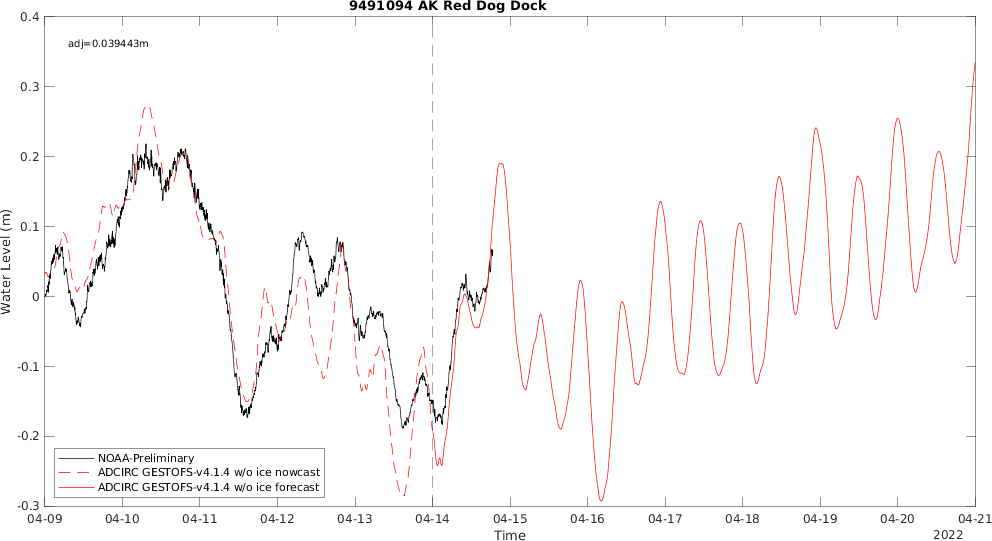 9491094 AK Red Dog Dock
adj=0.039443m
0.4
0.3
0.2
0.1
0
-0.1
-0.2
-0.3
Water Level (m)
NOAA-Preliminary
ADCIRC GESTOFS-v4.1.4 w/o ice nowcast
ADCIRC GESTOFS-v4.1.4 w/o ice forecast
04-09 04-10 04-11 04-12 04-13 04-14 04-15 04-16 04-17 04-18 04-19 04-20 04-21
Time
2022